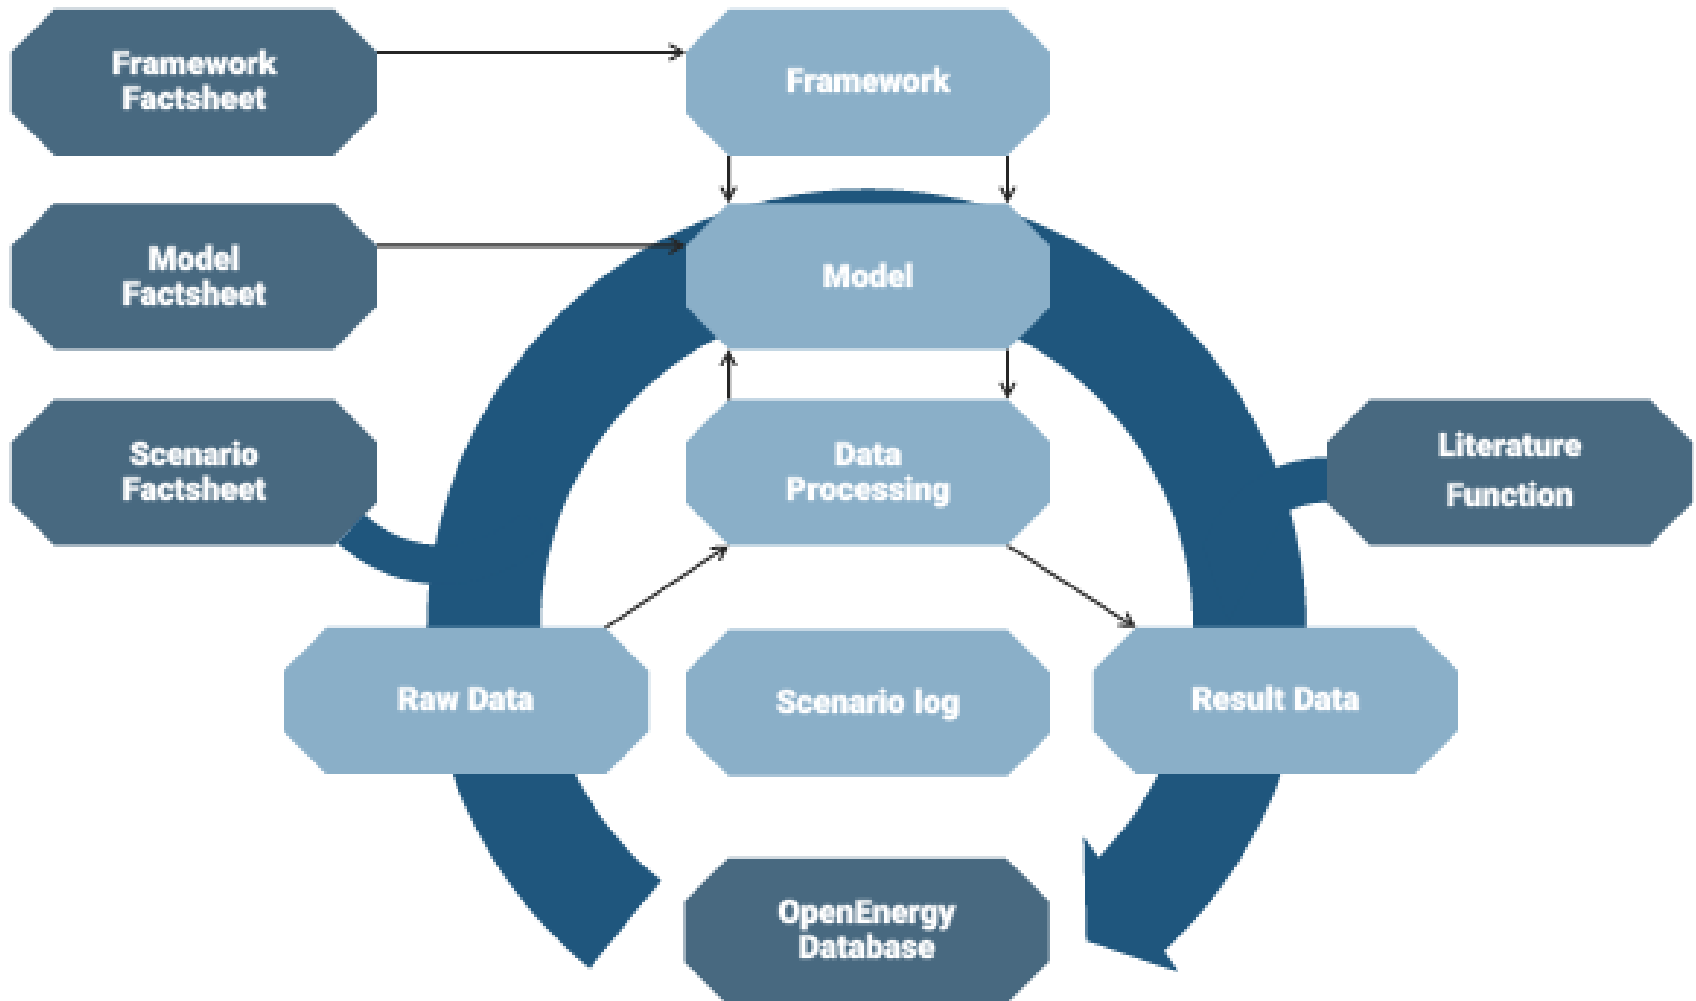 Framework
Factsheet
Framework
Model
Factsheet
Model
Scenario
Factsheet
Data
Processing
Literature
Function
Raw Data
Scenario log
Result Data
OpenEnergy
Database